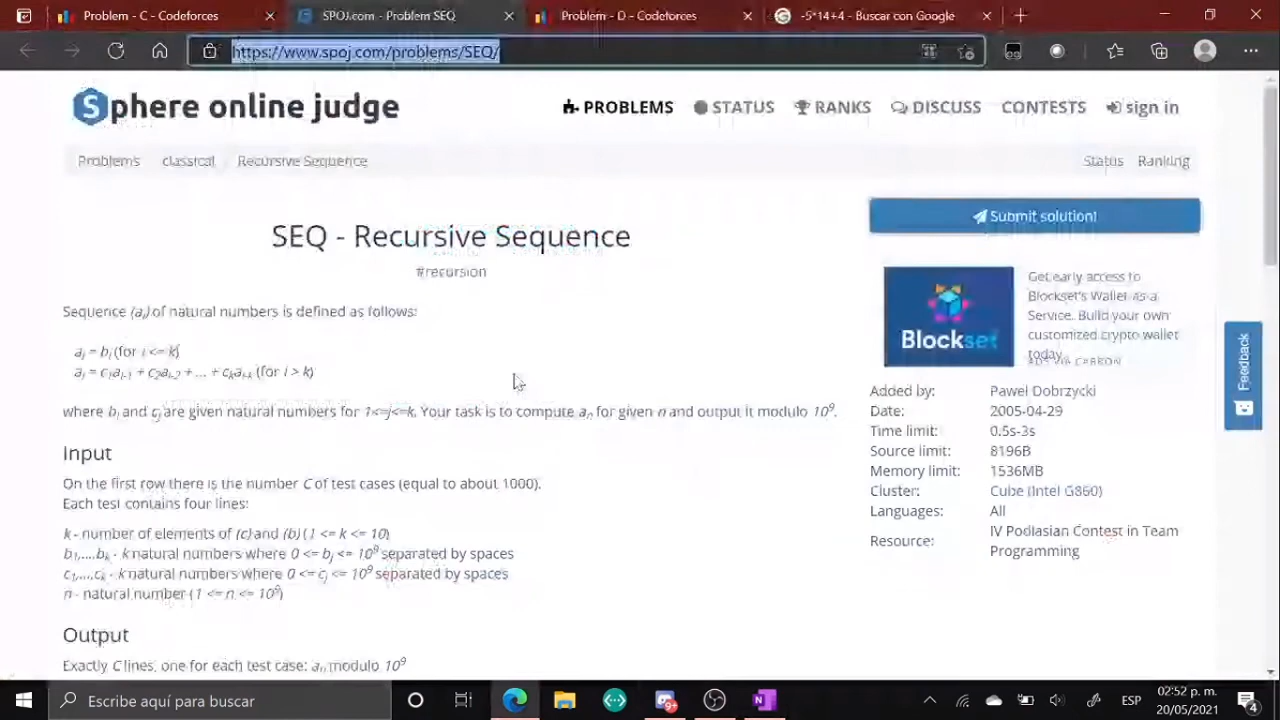 Problem - C - Codeforces
SPOJ.com - Problem SEQ
Problem - D - Codeforces
-5*14+4 - Buscar con Google
https://www.spoj.com/problems/SEQ/
Sphere online judge
PROBLEMS STATUS RANKS DISCUSS CONTESTS sign in
Problems classical Recursive Sequence
Status Ranking
SEQ - Recursive Sequence
#recursion
Submit solution!
Sequence (ai) of natural numbers is defined as follows:
ai = bi (for i <= k)
ai = c1ai-1 + c2ai-2 + ... + ckai-k (for i > k)
where bj and cj are given natural numbers for 1<=j<=k. Your task is to compute an for given n and output it modulo 10⁹.
Input
On the first row there is the number C of test cases (equal to about 1000).
Each test contains four lines:
k - number of elements of (c) and (b) (1 <= k <= 10)
b1,...,bk - k natural numbers where 0 <= bj <= 10⁹ separated by spaces
c1,...,ck - k natural numbers where 0 <= cj <= 10⁹ separated by spaces
n - natural number (1 <= n <= 10⁹)
Output
Exactly C lines, one for each test case: an modulo 10⁹
Blockset
Get early access to
Blockset's Wallet as a
Service. Build your own
customized crypto wallet
today.
ADS VIA CARBON
Added by: Paweł Dobrzycki
Date: 2005-04-29
Time limit: 0.5s-3s
Source limit: 8196B
Memory limit: 1536MB
Cluster: Cube (Intel G860)
Languages: All
Resource: IV Podlasian Contest in Team
Programming
Feedback
Escribe aquí para buscar
9+
ESP
02:52 p. m.
20/05/2021
4